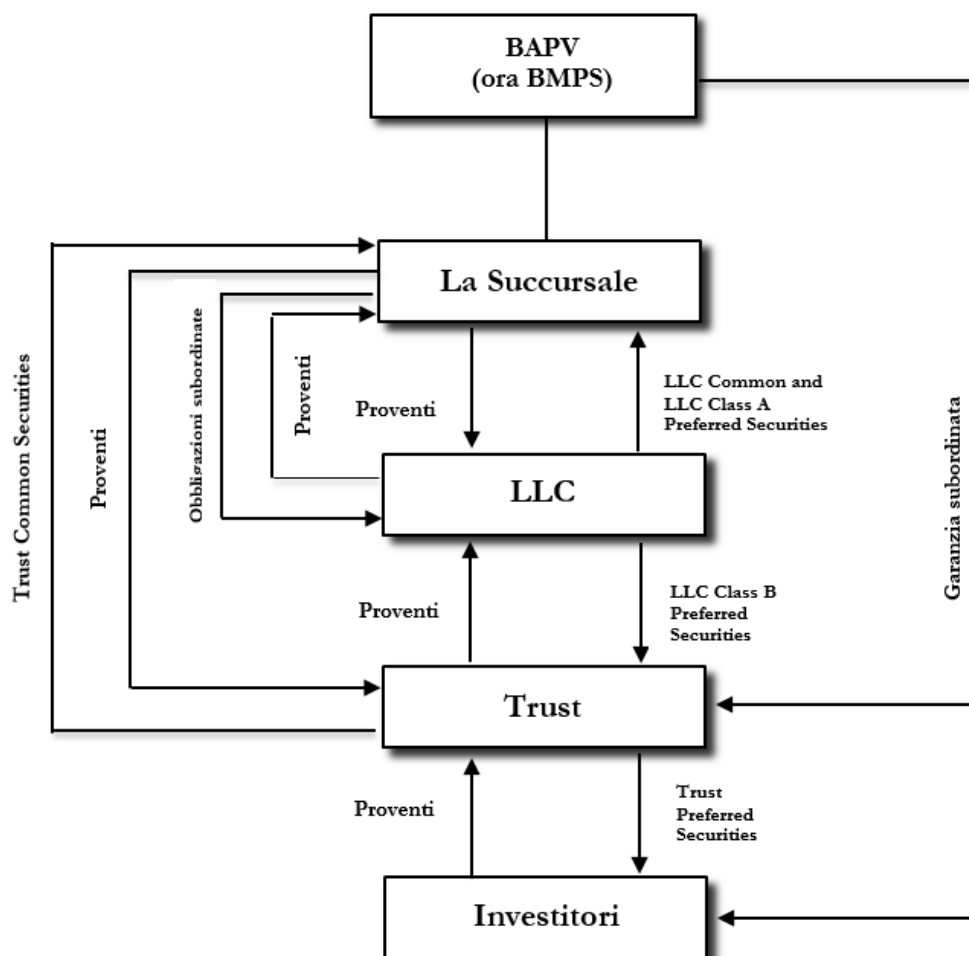 BAPV
(ora BMPS)
La Succursale
Trust Common Securities
Proventi
Obbligazioni subordinate
Proventi
Proventi
LLC Common and
LLC Class A
Preferred Securities
Garanzia subordinata
LLC
Proventi
LLC Class B
Preferred
Securities
Trust
Proventi
Trust
Preferred
Securities
Investitori